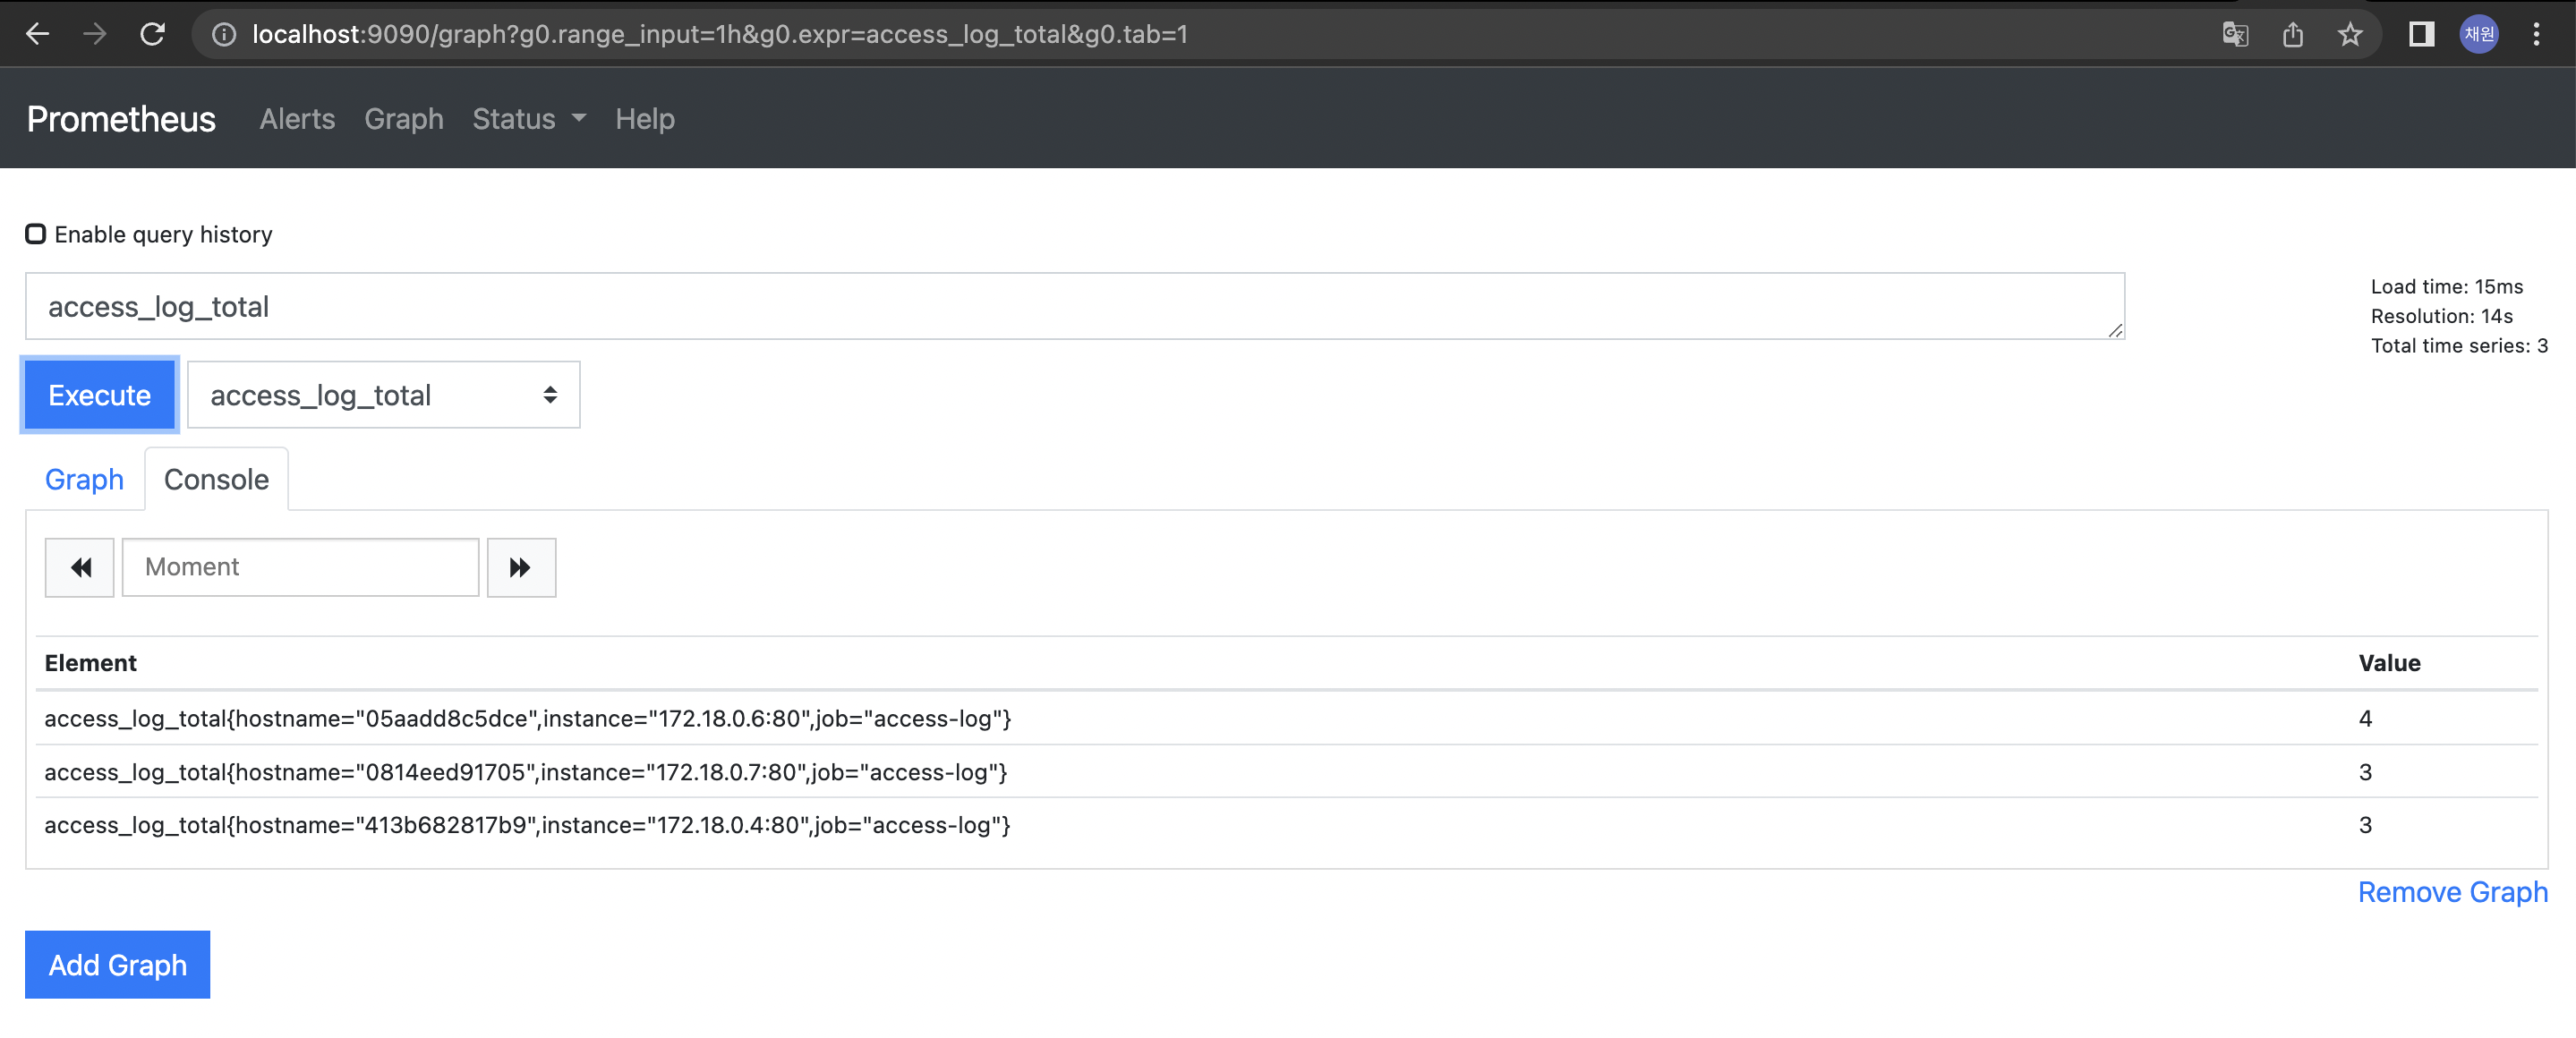 localhost:9090/graph?g0.range_input=1h&g0.expr=access_log_total&g0.tab=1
채원
Prometheus Alerts Graph Status Help
Enable query history
access_log_total
Load time: 15ms
Resolution: 14s
Total time series: 3
Execute access_log_total
Graph Console
Moment
Element Value
access_log_total{hostname="05aadd8c5dce",instance="172.18.0.6:80",job="access-log"} 4
access_log_total{hostname="0814eed91705",instance="172.18.0.7:80",job="access-log"} 3
access_log_total{hostname="413b682817b9",instance="172.18.0.4:80",job="access-log"} 3
Remove Graph
Add Graph